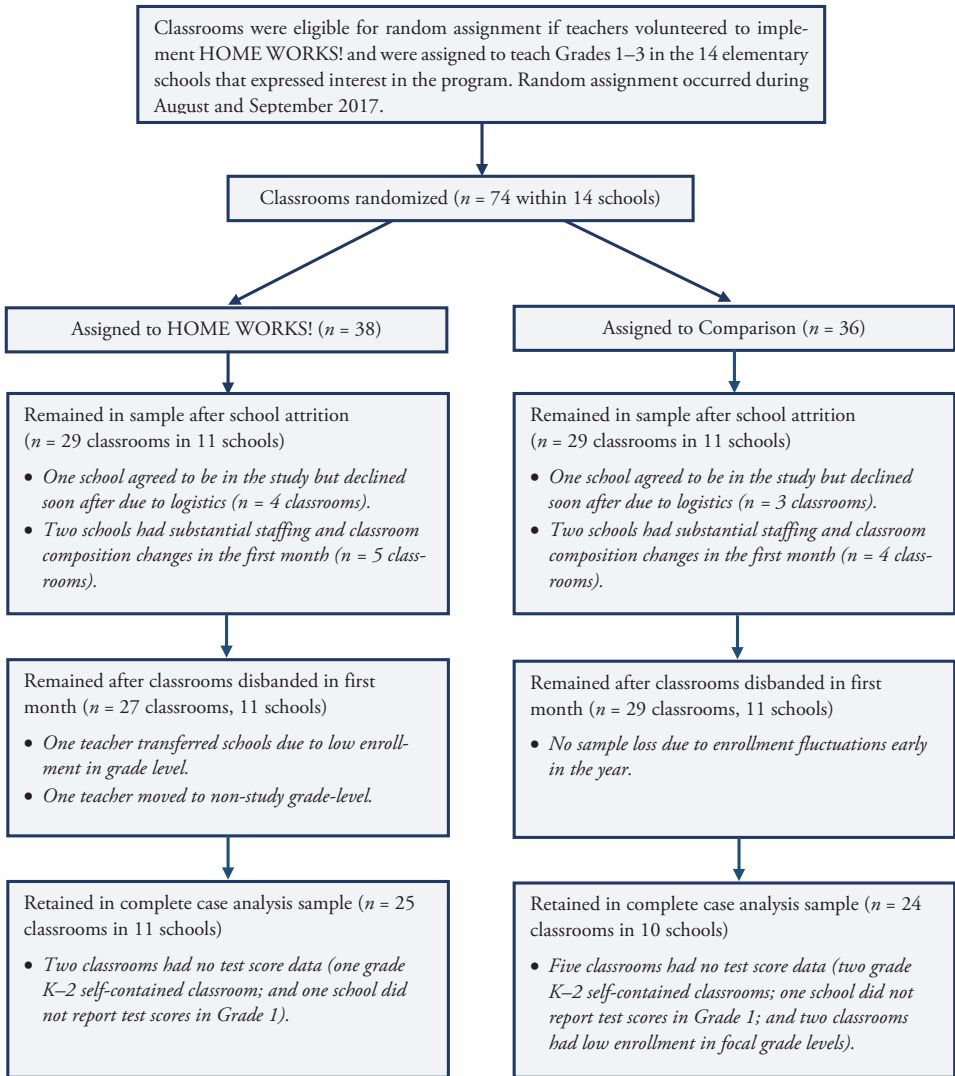 Classrooms were eligible for random assignment if teachers volunteered to imple-
ment HOME WORKS! and were assigned to teach Grades 1–3 in the 14 elementary
schools that expressed interest in the program. Random assignment occurred during
August and September 2017.
Classrooms randomized (n = 74 within 14 schools)
Assigned to HOME WORKS! (n = 38)
Assigned to Comparison (n = 36)
Remained in sample after school attrition
(n = 29 classrooms in 11 schools)
• One school agreed to be in the study but declined
soon after due to logistics (n = 4 classrooms).
• Two schools had substantial staffing and classroom
composition changes in the first month (n = 5 class-
rooms).
Remained in sample after school attrition
(n = 29 classrooms in 11 schools)
• One school agreed to be in the study but declined
soon after due to logistics (n = 3 classrooms).
• Two schools had substantial staffing and classroom
composition changes in the first month (n = 4 class-
rooms).
Remained after classrooms disbanded in first
month (n = 27 classrooms, 11 schools)
• One teacher transferred schools due to low enroll-
ment in grade level.
• One teacher moved to non-study grade-level.
Remained after classrooms disbanded in first
month (n = 29 classrooms, 11 schools)
• No sample loss due to enrollment fluctuations early
in the year.
Retained in complete case analysis sample (n = 25
classrooms in 11 schools)
• Two classrooms had no test score data (one grade
K–2 self-contained classroom; and one school did
not report test scores in Grade 1).
Retained in complete case analysis sample (n = 24
classrooms in 10 schools)
• Five classrooms had no test score data (two grade
K–2 self-contained classrooms; one school did not
report test scores in Grade 1; and two classrooms
had low enrollment in focal grade levels).